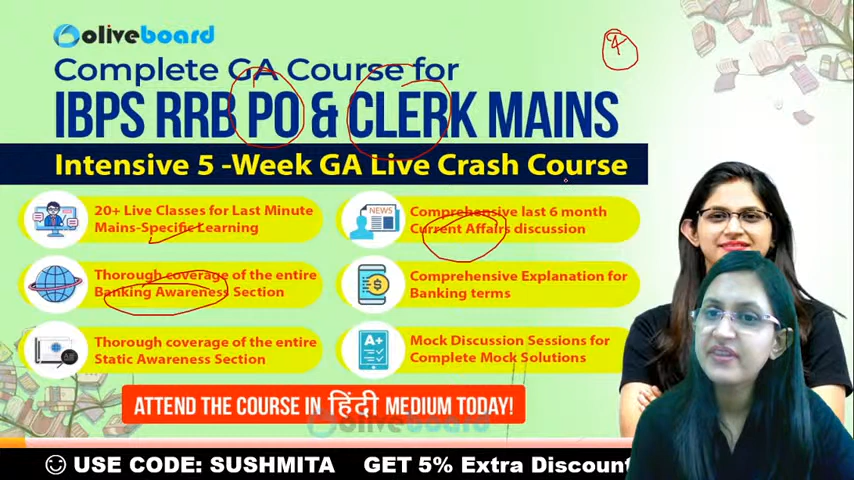 oliveboard
Complete GA Course for
IBPS RRB PO & CLERK MAINS
Intensive 5 -Week GA Live Crash Course
20+ Live Classes for Last Minute
Mains-Specific Learning
NEWS
Comprehensive last 6 month
Current Affairs discussion
Thorough coverage of the entire
Banking Awareness Section
Comprehensive Explanation for
Banking terms
Thorough coverage of the entire
Static Awareness Section
A+
Mock Discussion Sessions for
Complete Mock Solutions
ATTEND THE COURSE IN हिंदी MEDIUM TODAY!
oliveboard
USE CODE: SUSHMITA GET 5% Extra Discount